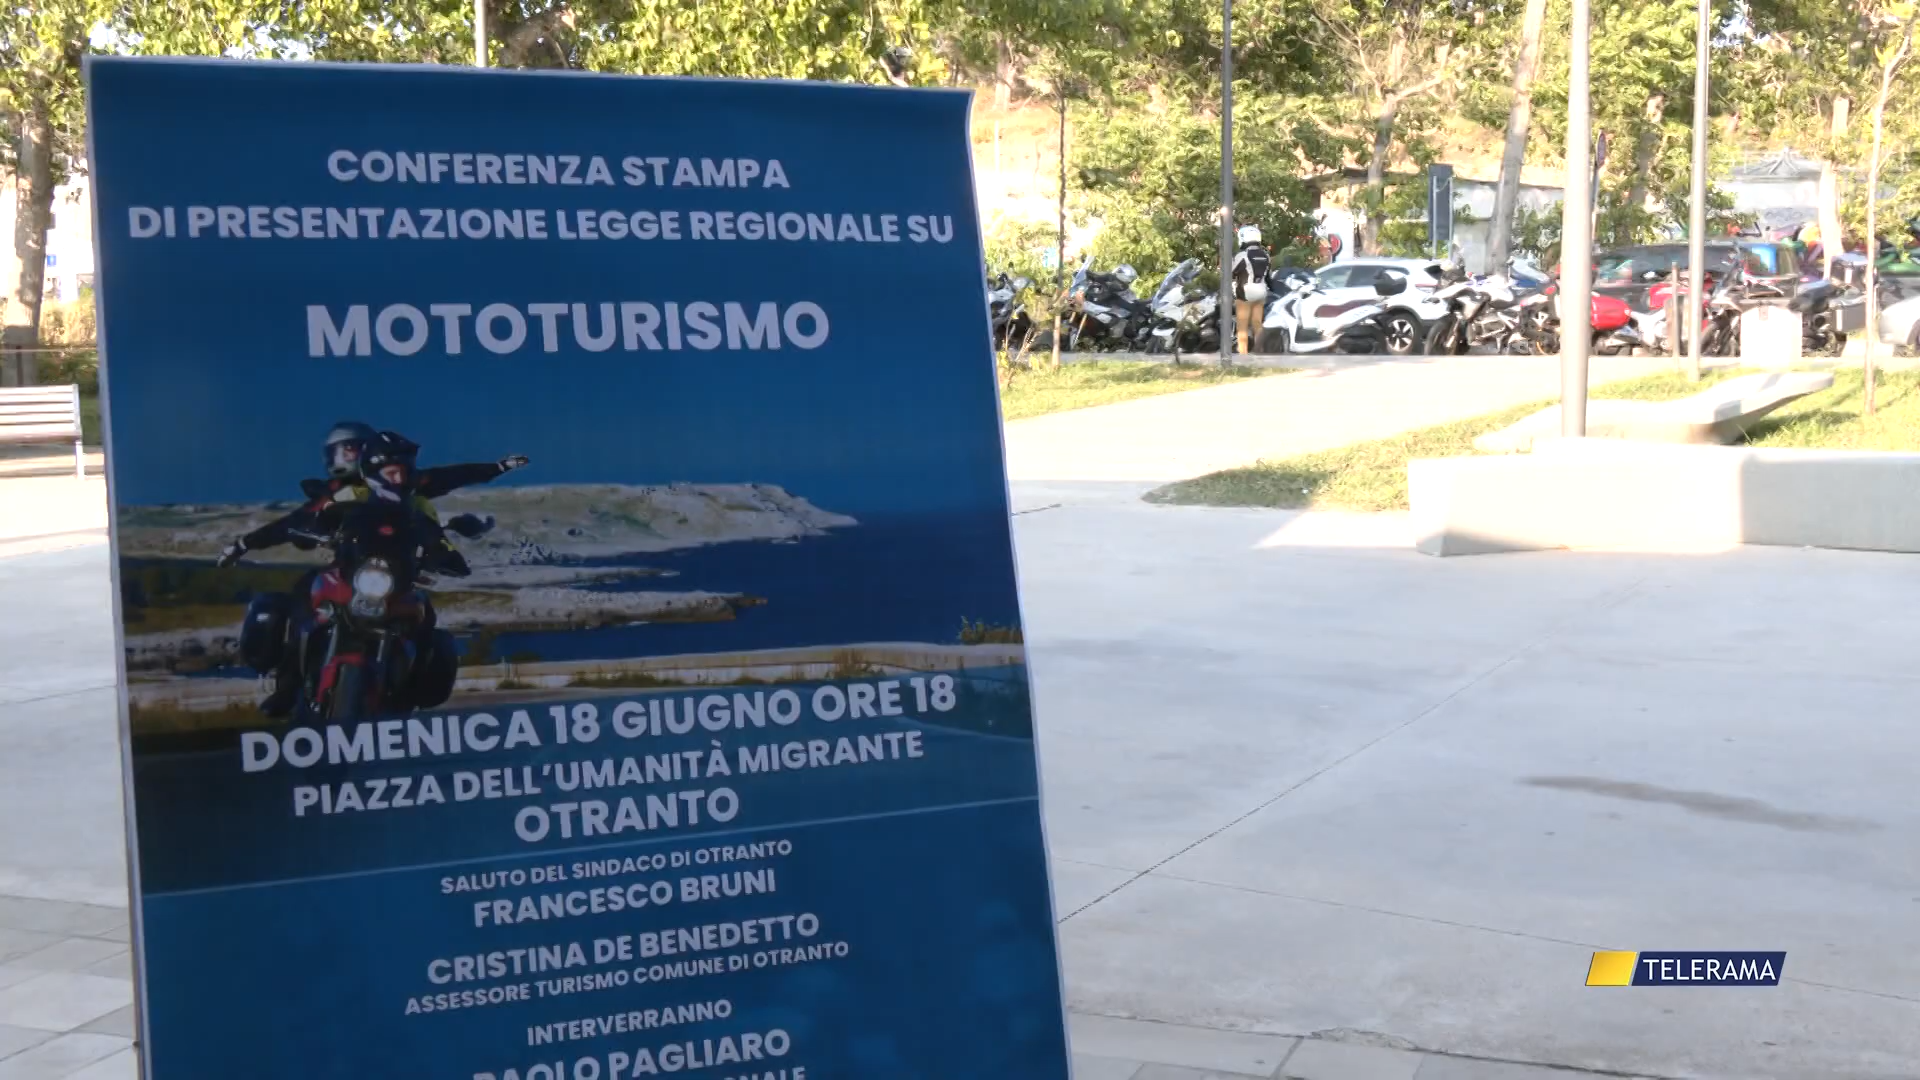 CONFERENZA STAMPA
DI PRESENTAZIONE LEGGE REGIONALE SU
MOTOTURISMO
DOMENICA 18 GIUGNO ORE 18
PIAZZA DELL'UMANITÀ MIGRANTE
OTRANTO
SALUTO DEL SINDACO DI OTRANTO
FRANCESCO BRUNI
CRISTINA DE BENEDETTO
ASSESSORE TURISMO COMUNE DI OTRANTO
INTERVERRANNO
PAOLO PAGLIARO
TELERAMA